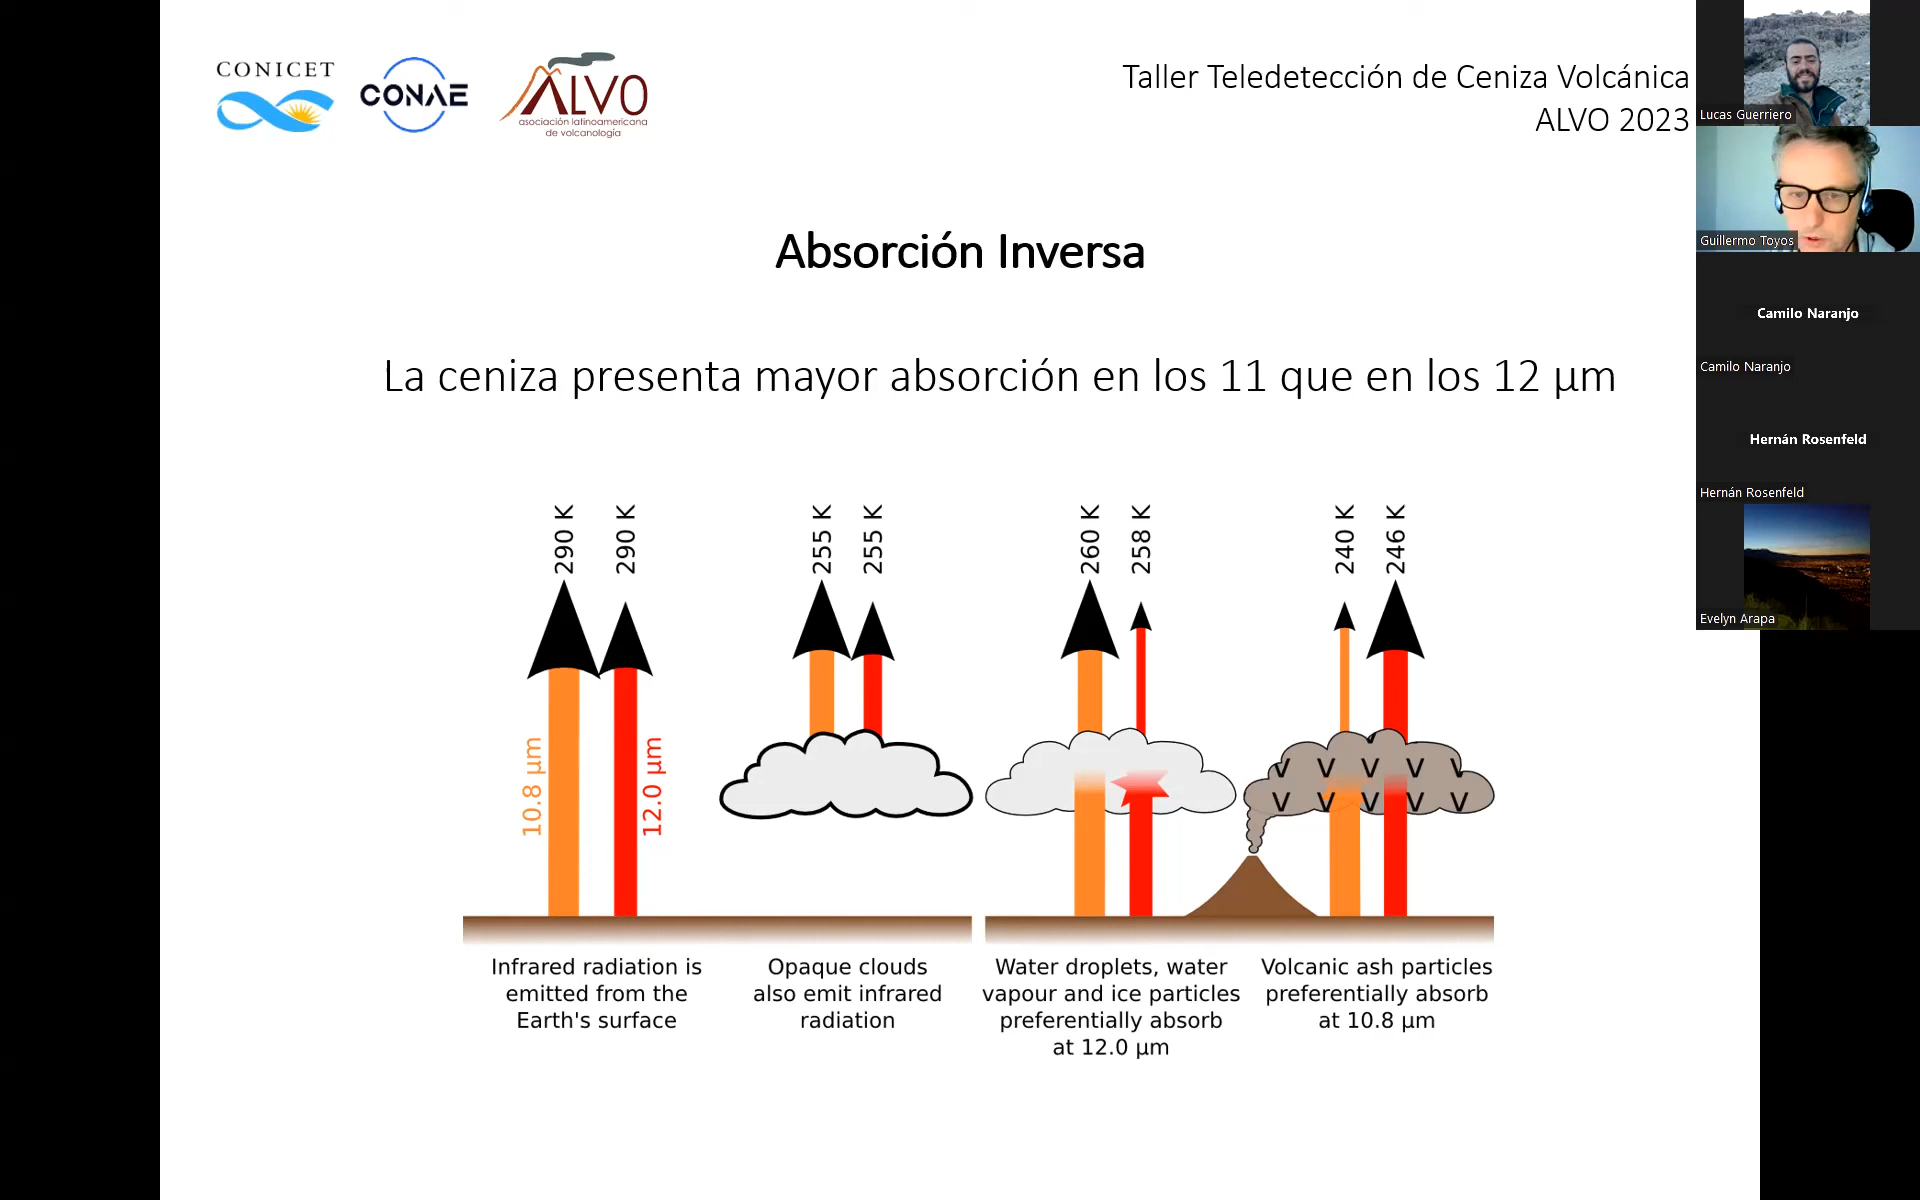 CONICET
CONAE
ALVO
asociación latinoamericana
de volcanología
Taller Teledetección de Ceniza Volcánica
ALVO 2023
Absorción Inversa
La ceniza presenta mayor absorción en los 11 que en los 12 µm
290 K
290 K
255 K
255 K
260 K
258 K
240 K
246 K
10.8 µm
12.0 µm
V V V V V
V V V V V
Infrared radiation is
emitted from the
Earth's surface
Opaque clouds
also emit infrared
radiation
Water droplets, water
vapour and ice particles
preferentially absorb
at 12.0 µm
Volcanic ash particles
preferentially absorb
at 10.8 µm
Lucas Guerriero
Guillermo Toyos
Camilo Naranjo
Camilo Naranjo
Hernán Rosenfeld
Hernán Rosenfeld
Evelyn Arapa